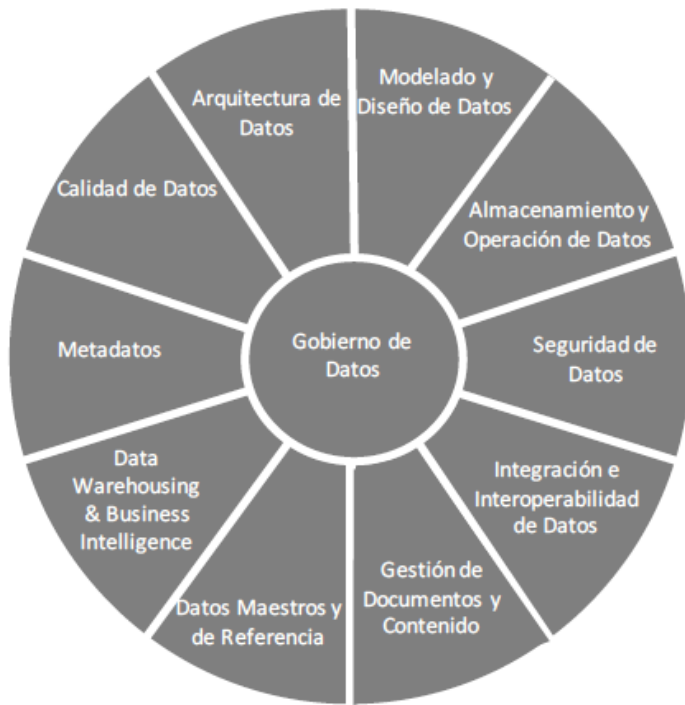 Arquitectura de
Datos
Modelado y
Diseño de Datos
Almacenamiento y
Operación de Datos
Seguridad de
Datos
Integración e
Interoperabilidad
de Datos
Gestión de
Documentos y
Contenido
Datos Maestros y
de Referencia
Data
Warehousing
& Business
Intelligence
Metadatos
Calidad de Datos
Gobierno de
Datos